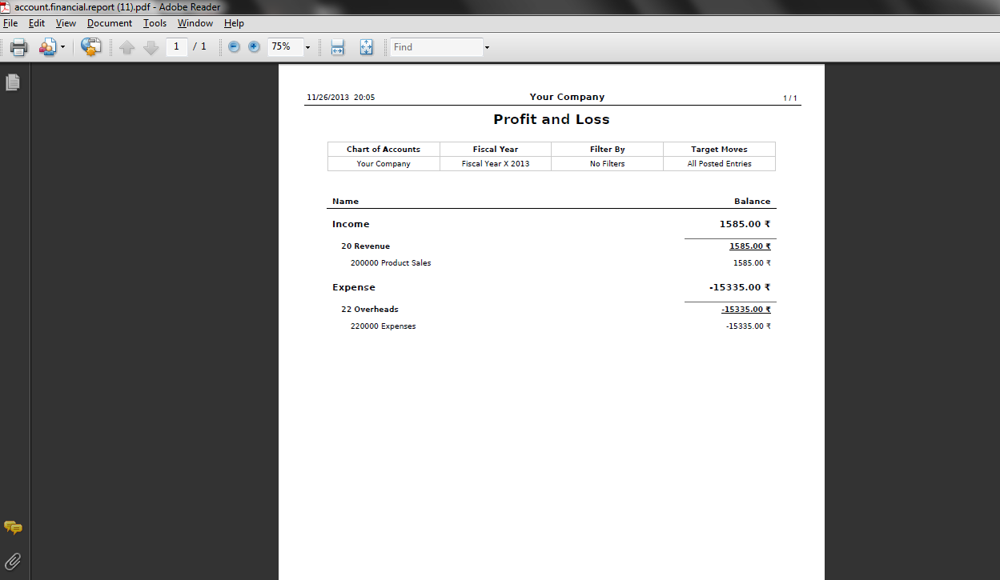 account.financial.report (11).pdf - Adobe Reader
File Edit View Document Tools Window Help
1 / 1 75% Find
11/26/2013 20:05 Your Company 1 / 1
Profit and Loss
Chart of Accounts Fiscal Year Filter By Target Moves
Your Company Fiscal Year X 2013 No Filters All Posted Entries
Name Balance
Income 1585.00 ₹
20 Revenue 1585.00 ₹
200000 Product Sales 1585.00 ₹
Expense -15335.00 ₹
22 Overheads -15335.00 ₹
220000 Expenses -15335.00 ₹